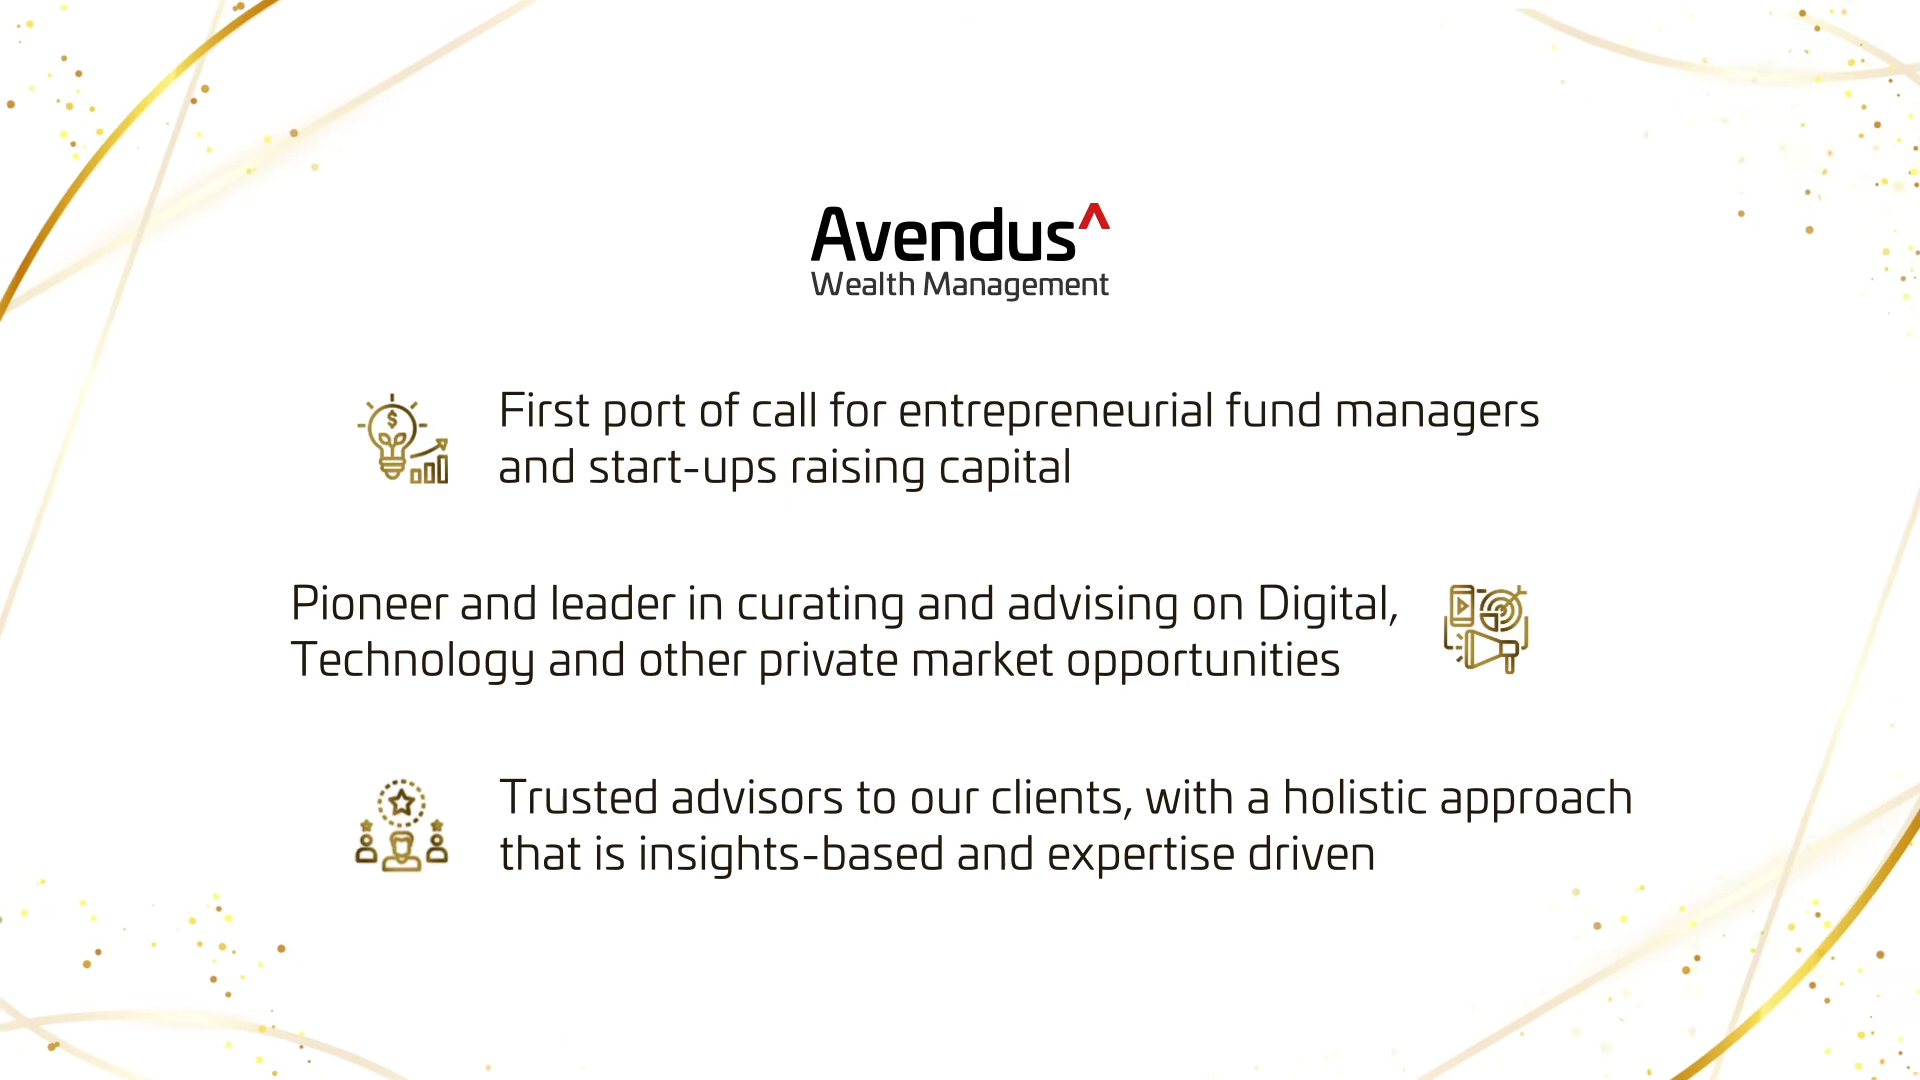 Avendus^
Wealth Management
First port of call for entrepreneurial fund managers
and start-ups raising capital
Pioneer and leader in curating and advising on Digital,
Technology and other private market opportunities
Trusted advisors to our clients, with a holistic approach
that is insights-based and expertise driven